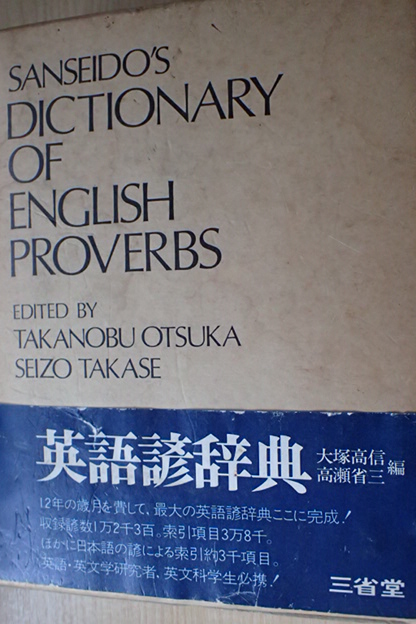 SANSEIDO'S
DICTIONARY
OF
ENGLISH
PROVERBS
EDITED BY
TAKANOBU OTSUKA
SEIZO TAKASE
英語諺辞典
大塚高信
高瀬省三
編
12年の歳月を費して,最大の英語諺辞典ここに完成!
収録諺数1万2千3百。索引項目3万8千。
ほかに日本語の諺による索引約3千項目。
英語・英文学研究者,英文科学生必携!
三省堂